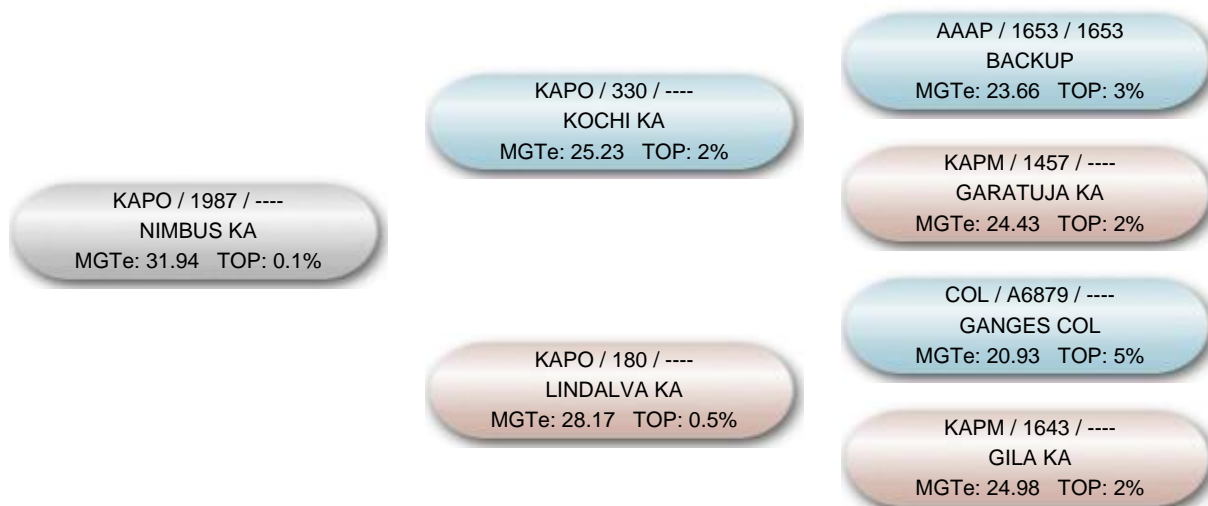 KAPO / 1987 / ----
NIMBUS KA
MGTe: 31.94 TOP: 0.1%
KAPO / 330 / ----
KOCHI KA
MGTe: 25.23 TOP: 2%
KAPO / 180 / ----
LINDALVA KA
MGTe: 28.17 TOP: 0.5%
AAAP / 1653 / 1653
BACKUP
MGTe: 23.66 TOP: 3%
KAPM / 1457 / ----
GARATUJA KA
MGTe: 24.43 TOP: 2%
COL / A6879 / ----
GANGES COL
MGTe: 20.93 TOP: 5%
KAPM / 1643 / ----
GILA KA
MGTe: 24.98 TOP: 2%